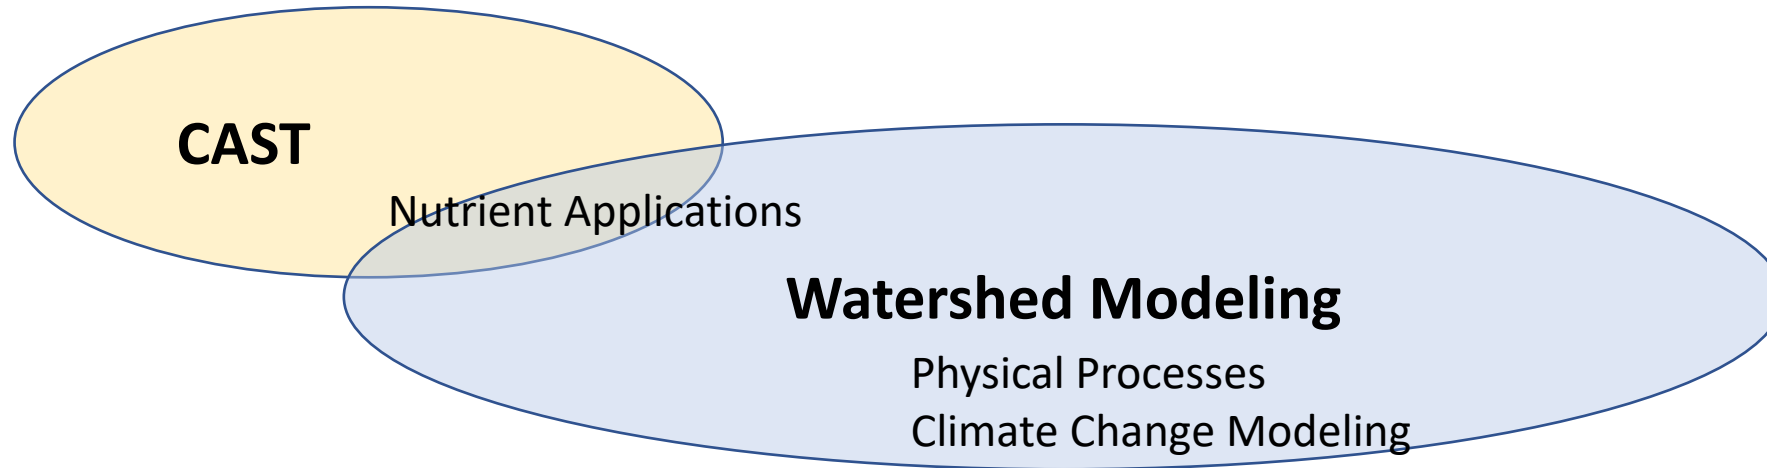 CAST
Nutrient Applications
Watershed Modeling
Physical Processes
Climate Change Modeling